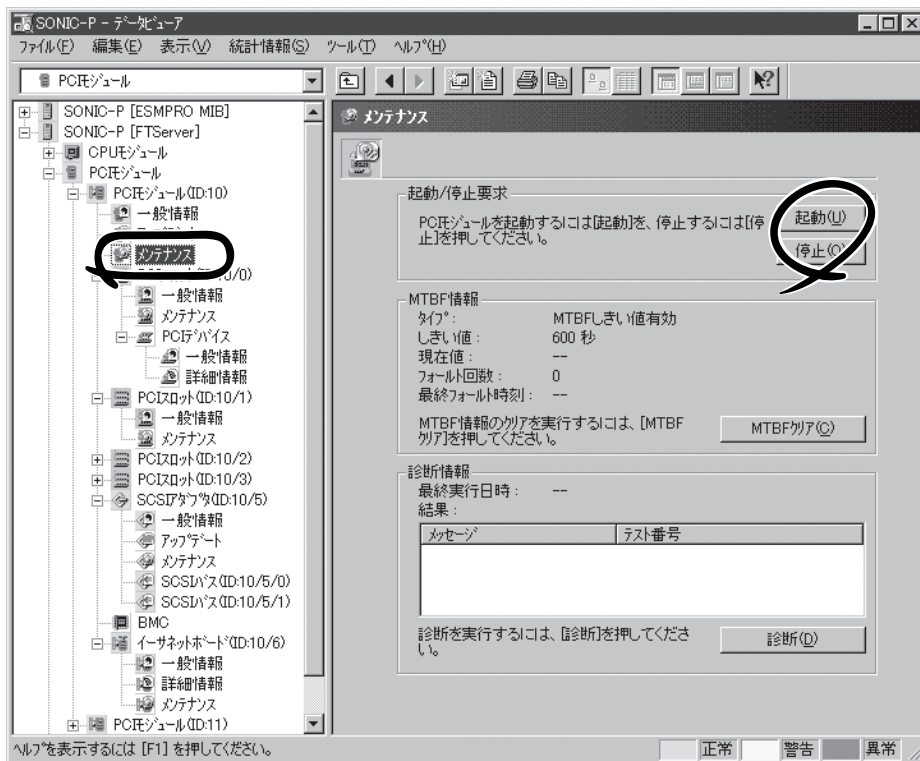 SONIC-P - ﾃﾞｰﾀﾋﾞｭｰｱ
ﾌｧｲﾙ(F) 編集(E) 表示(V) 統計情報(S) ﾂｰﾙ(T) ﾍﾙﾌﾟ(H)
PCIﾓｼﾞｭｰﾙ
SONIC-P [ESMPRO MIB]
SONIC-P [FTServer]
CPUﾓｼﾞｭｰﾙ
PCIﾓｼﾞｭｰﾙ
PCIﾓｼﾞｭｰﾙ(ID:10)
一般情報
ﾒﾝﾃﾅﾝｽ
/0)
一般情報
ﾒﾝﾃﾅﾝｽ
PCIﾃﾞﾊﾞｲｽ
一般情報
詳細情報
PCIｽﾛｯﾄ(ID:10/1)
一般情報
ﾒﾝﾃﾅﾝｽ
PCIｽﾛｯﾄ(ID:10/2)
PCIｽﾛｯﾄ(ID:10/3)
SCSIｱﾀﾞﾌﾟﾀ(ID:10/5)
一般情報
ｱｯﾌﾟﾃﾞｰﾄ
ﾒﾝﾃﾅﾝｽ
SCSIﾊﾞｽ(ID:10/5/0)
SCSIﾊﾞｽ(ID:10/5/1)
BMC
ｲｰｻﾈｯﾄﾎﾞｰﾄﾞ(ID:10/6)
一般情報
詳細情報
ﾒﾝﾃﾅﾝｽ
PCIﾓｼﾞｭｰﾙ(ID:11)
ﾒﾝﾃﾅﾝｽ
起動/停止要求
PCIﾓｼﾞｭｰﾙを起動するには[起動]を、停止するには[停
止]を押してください。
起動(U)
停止(O)
MTBF情報
ﾀｲﾌﾟ: MTBFしきい値有効
しきい値: 600 秒
現在値: --
ﾌｫｰﾙﾄ回数: 0
最終ﾌｫｰﾙﾄ時刻: --
MTBF情報のｸﾘｱを実行するには、[MTBF
ｸﾘｱ]を押してください。
MTBFｸﾘｱ(C)
診断情報
最終実行日時: --
結果:
ﾒｯｾｰｼﾞ ﾃｽﾄ番号
診断を実行するには、[診断]を押してくださ
い。
診断(D)
ﾍﾙﾌﾟを表示するには [F1] を押してください。
正常 警告 異常